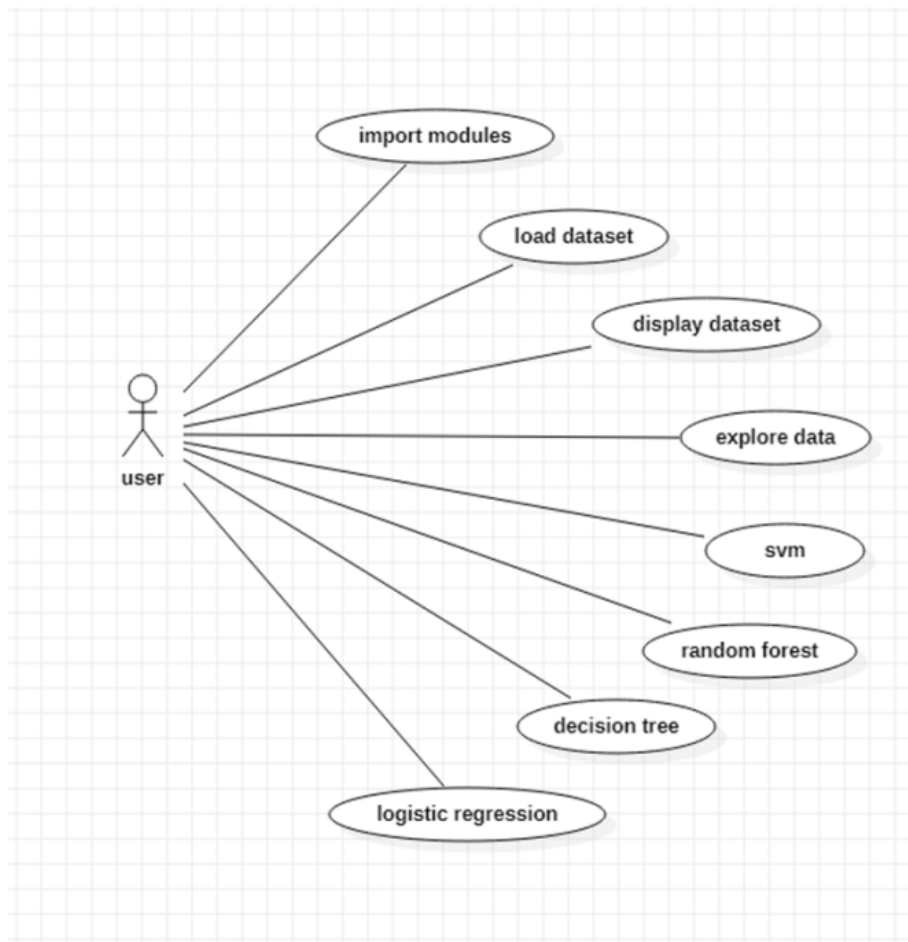 import modules
load dataset
display dataset
explore data
user
svm
random forest
decision tree
logistic regression